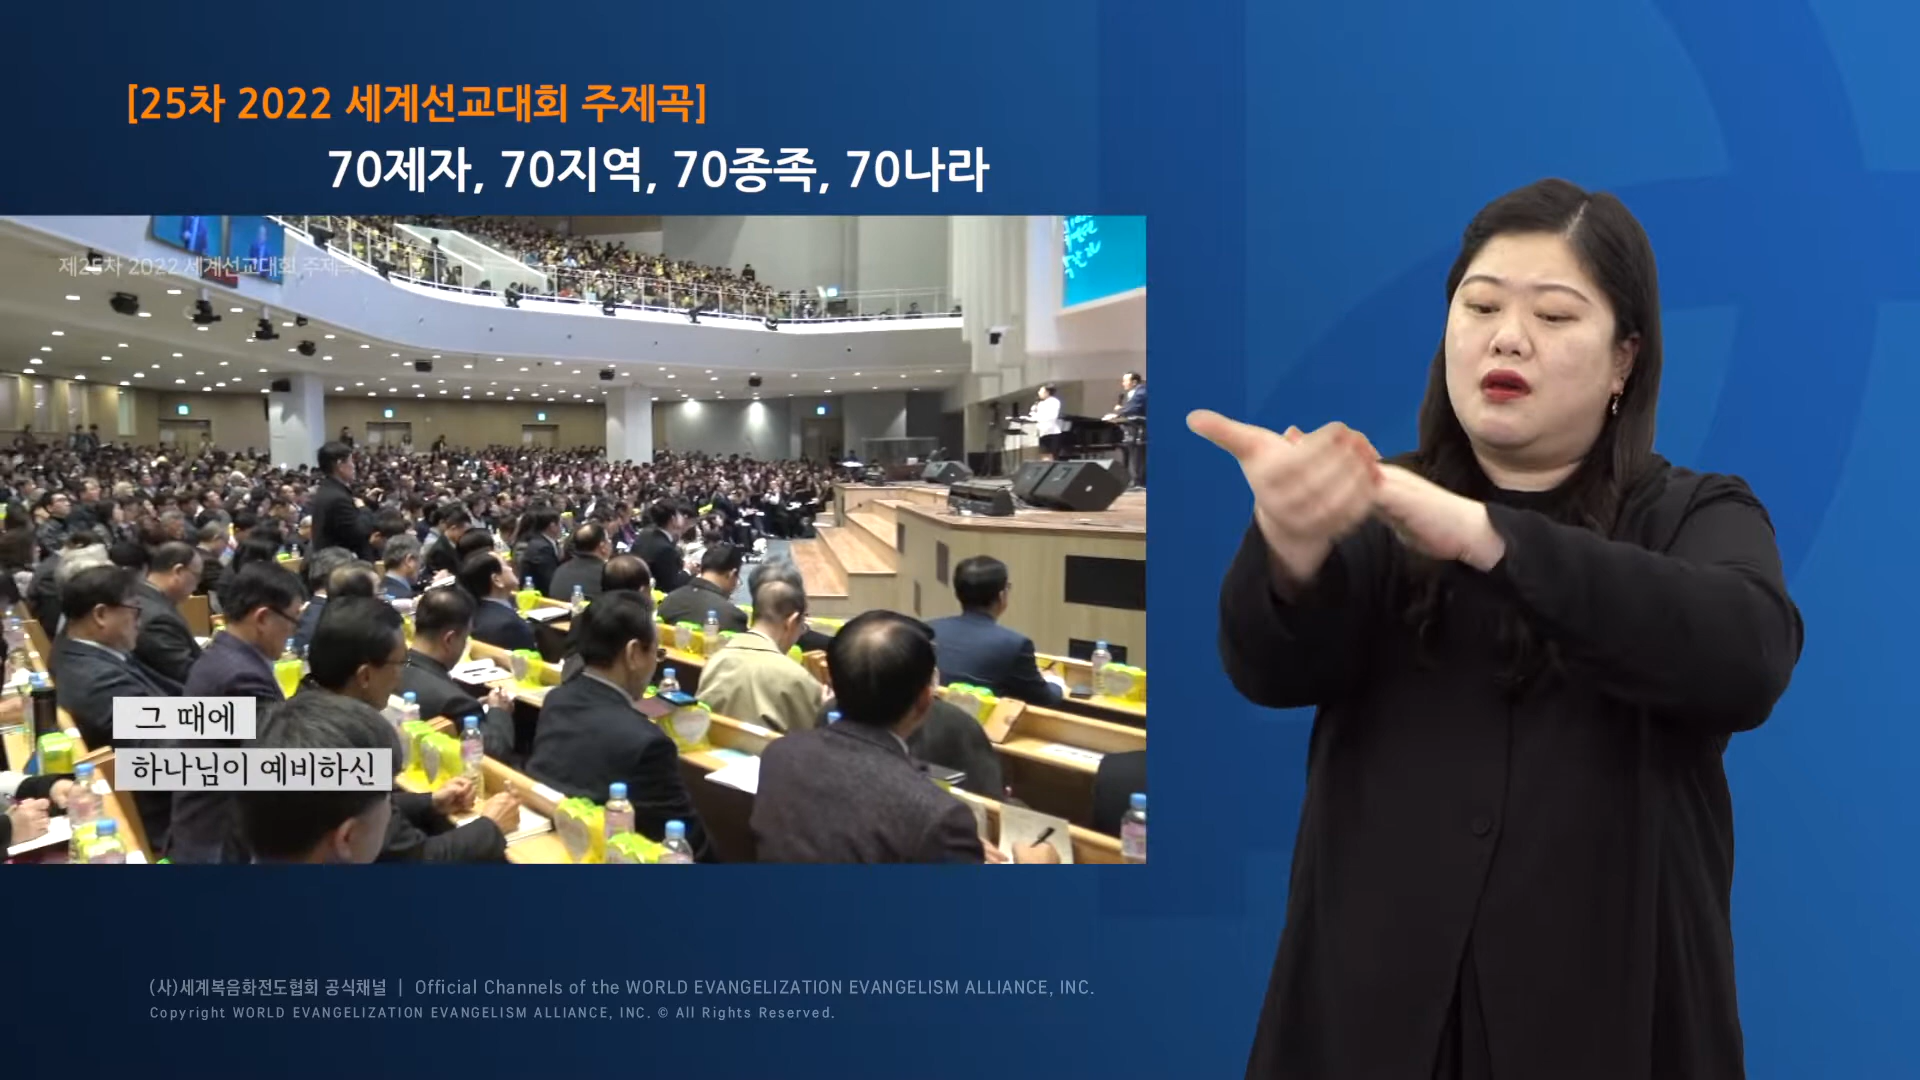 [25차 2022 세계선교대회 주제곡]
70제자, 70지역, 70종족, 70나라
제25차 2022 세계선교대회 주제곡
그 때에
하나님이 예비하신
(사)세계복음화전도협회 공식채널 | Official Channels of the WORLD EVANGELIZATION EVANGELISM ALLIANCE, INC.
Copyright WORLD EVANGELIZATION EVANGELISM ALLIANCE, INC. © All Rights Reserved.